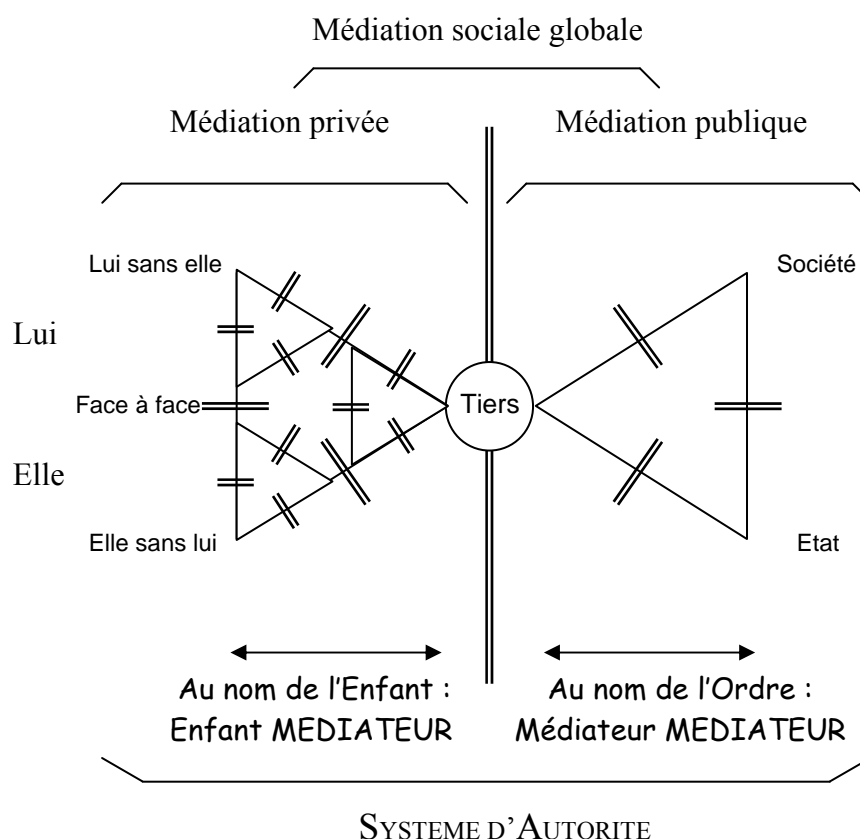 Médiation sociale globale
Médiation privée
Médiation publique
Lui sans elle
Société
Lui
Face à face
Tiers
Elle
Elle sans lui
Etat
Au nom de l’Enfant :
Enfant MEDIATEUR
Au nom de l’Ordre :
Médiateur MEDIATEUR
SYSTEME D’AUTORITE